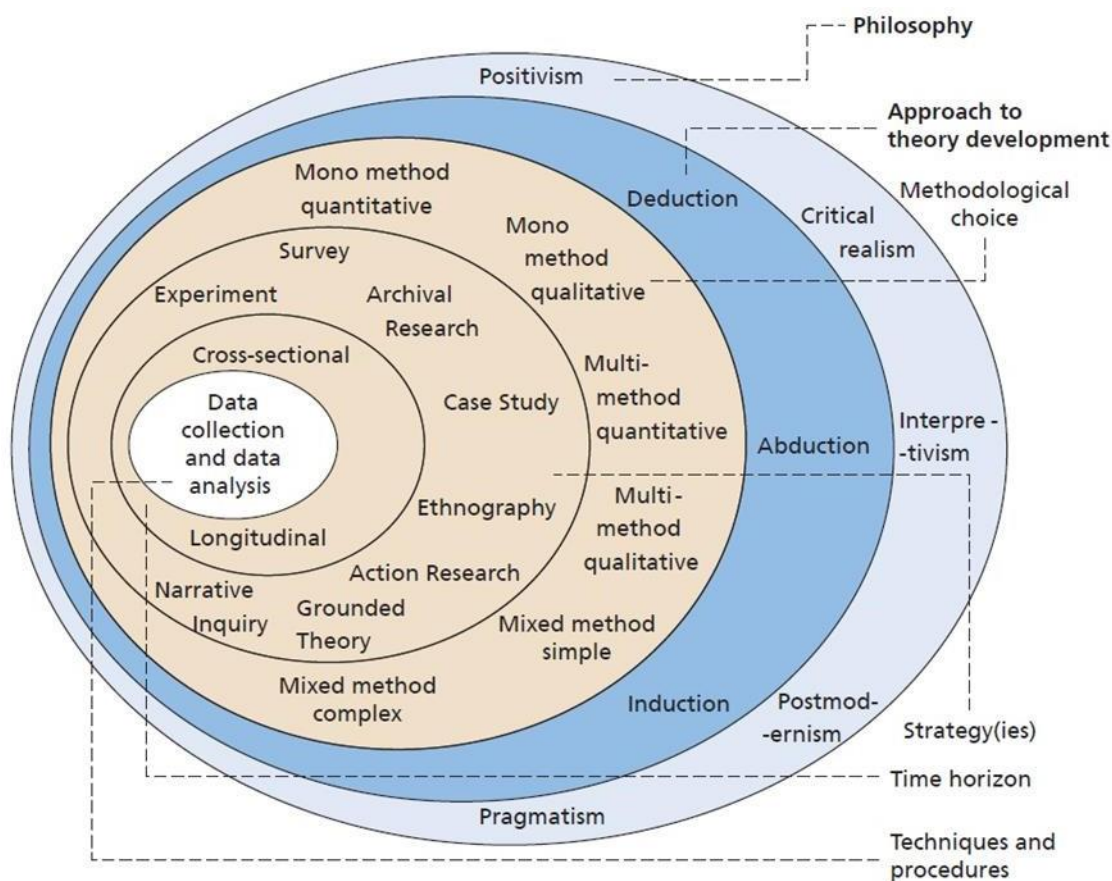 Philosophy
Positivism
Approach to
theory development
Mono method
quantitative
Deduction
Methodological
choice
Critical
realism
Mono
method
qualitative
Survey
Experiment
Archival
Research
Cross-sectional
Multi-
method
quantitative
Data
collection
and data
analysis
Case Study
Abduction
Interpre -
-tivism
Ethnography
Multi-
method
qualitative
Longitudinal
Action Research
Narrative
Inquiry
Grounded
Theory
Mixed method
simple
Mixed method
complex
Induction
Postmod-
-ernism
Strategy(ies)
Time horizon
Pragmatism
Techniques and
procedures